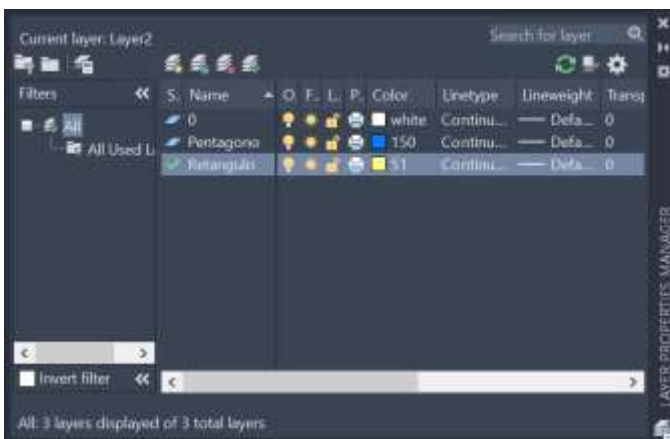 Current layer: Layer2
Search for layer
Filters
S. Name O F.. L.. P.. Color Linetype Lineweight Transp
All
All Used L
0 white Continu... Defa... 0
Pentagono 150 Continu... Defa... 0
Retangulo 51 Continu... Defa... 0
Invert filter
All: 3 layers displayed of 3 total layers
LAYER PROPERTIES MANAGER